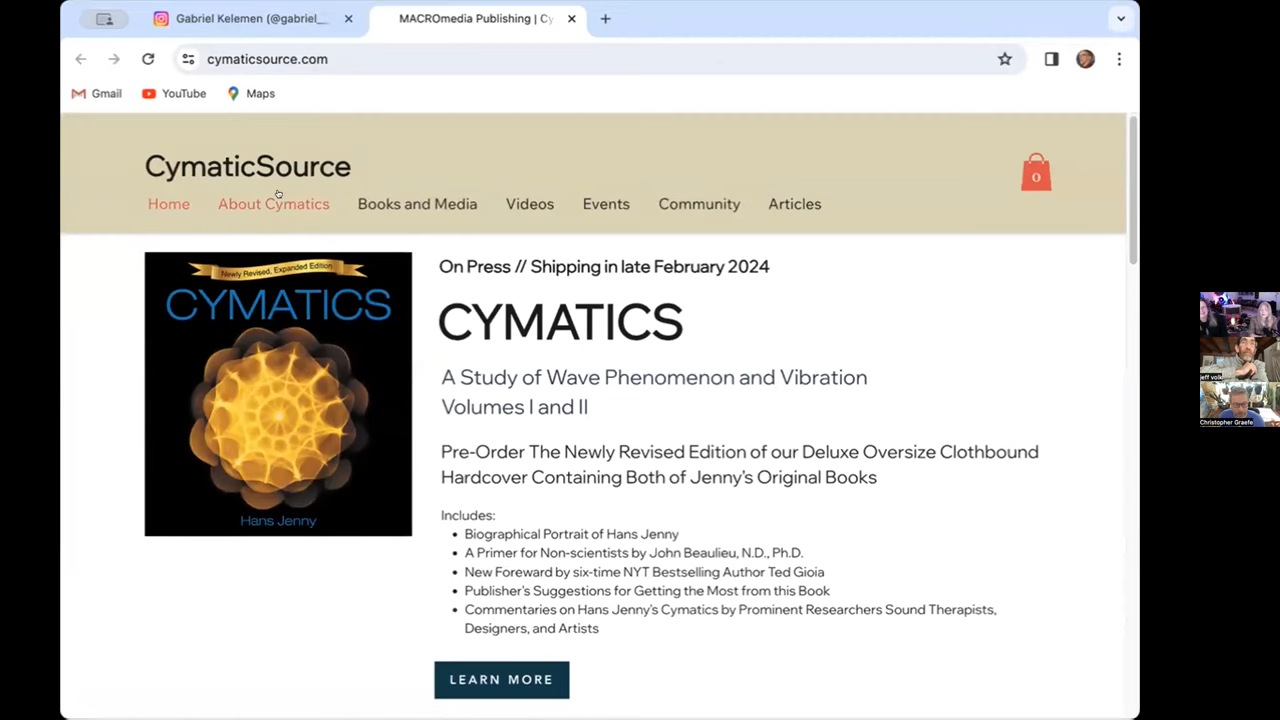 Gabriel Kelemen (@gabriel__
MACROmedia Publishing | Cy
cymaticsource.com
Gmail YouTube Maps
CymaticSource
0
Home About Cymatics Books and Media Videos Events Community Articles
Newly Revised, Expanded Edition
CYMATICS
Hans Jenny
On Press // Shipping in late February 2024
CYMATICS
A Study of Wave Phenomenon and Vibration
Volumes I and II
Pre-Order The Newly Revised Edition of our Deluxe Oversize Clothbound
Hardcover Containing Both of Jenny's Original Books
Includes:
• Biographical Portrait of Hans Jenny
• A Primer for Non-scientists by John Beaulieu, N.D., Ph.D.
• New Foreward by six-time NYT Bestselling Author Ted Gioia
• Publisher's Suggestions for Getting the Most from this Book
• Commentaries on Hans Jenny's Cymatics by Prominent Researchers Sound Therapists,
Designers, and Artists
LEARN MORE
jeff volk
Christopher Graefe